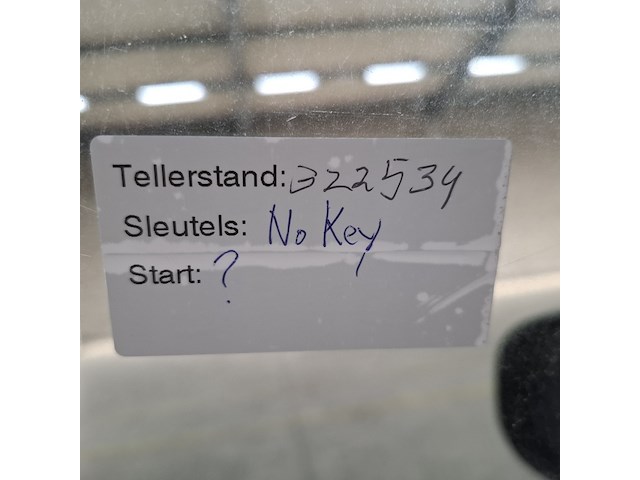 Tellerstand: 322534
Sleutels: No Key
Start: ?